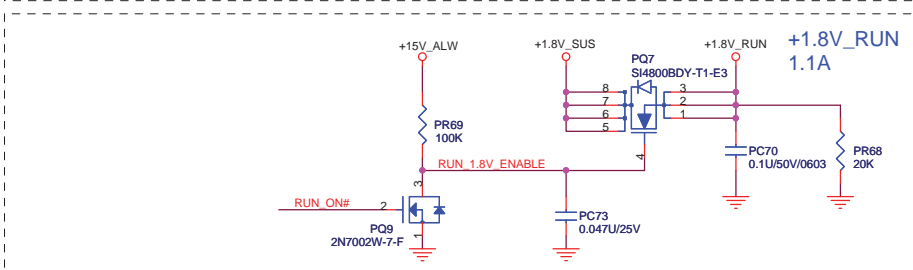 +15V_ALW
+1.8V_SUS
+1.8V_RUN
+1.8V_RUN
1.1A
PQ7
SI4800BDY-T1-E3
8
7
6
5
3
2
1
4
PR69
100K
RUN_1.8V_ENABLE
PC70
0.1U/50V/0603
PR68
20K
RUN_ON#
2
3
1
PQ9
2N7002W-7-F
PC73
0.047U/25V